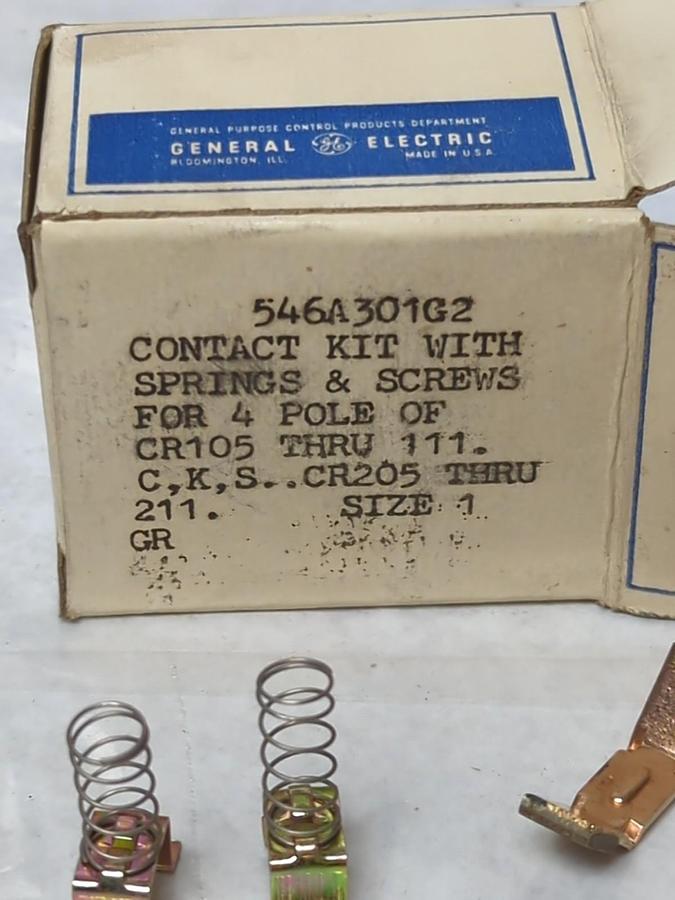 GENERAL PURPOSE CONTROL PRODUCTS DEPARTMENT
GENERAL GE ELECTRIC
BLOOMINGTON, ILL. MADE IN U.S.A.
546A301G2
CONTACT KIT WITH
SPRINGS & SCREWS
FOR 4 POLE OF
CR105 THRU 111.
C,K,S..CR205 THRU
211. SIZE 1
GR